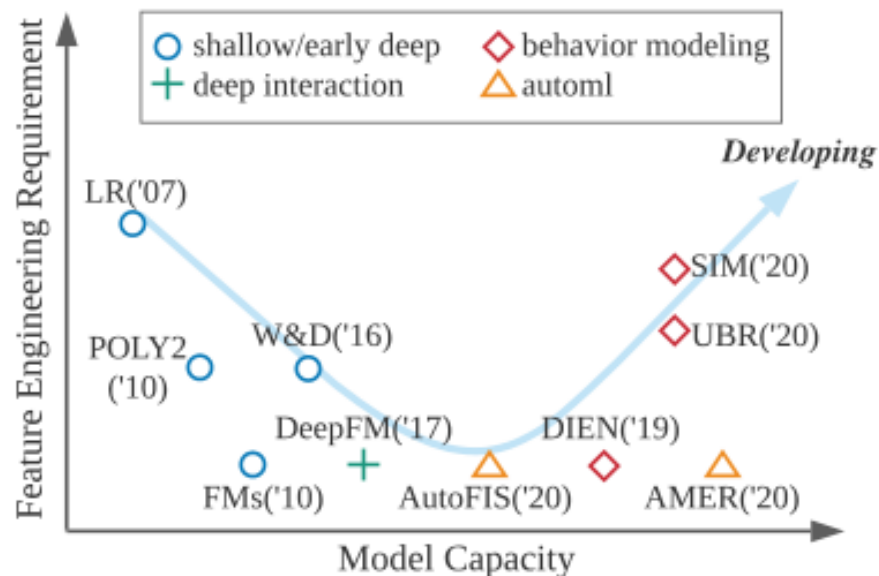 shallow/early deep
behavior modeling
deep interaction
automl
Feature Engineering Requirement
Developing
LR('07)
SIM('20)
W&D('16)
UBR('20)
POLY2
('10)
DeepFM('17)
DIEN('19)
FMs('10)
AutoFIS('20)
AMER('20)
Model Capacity